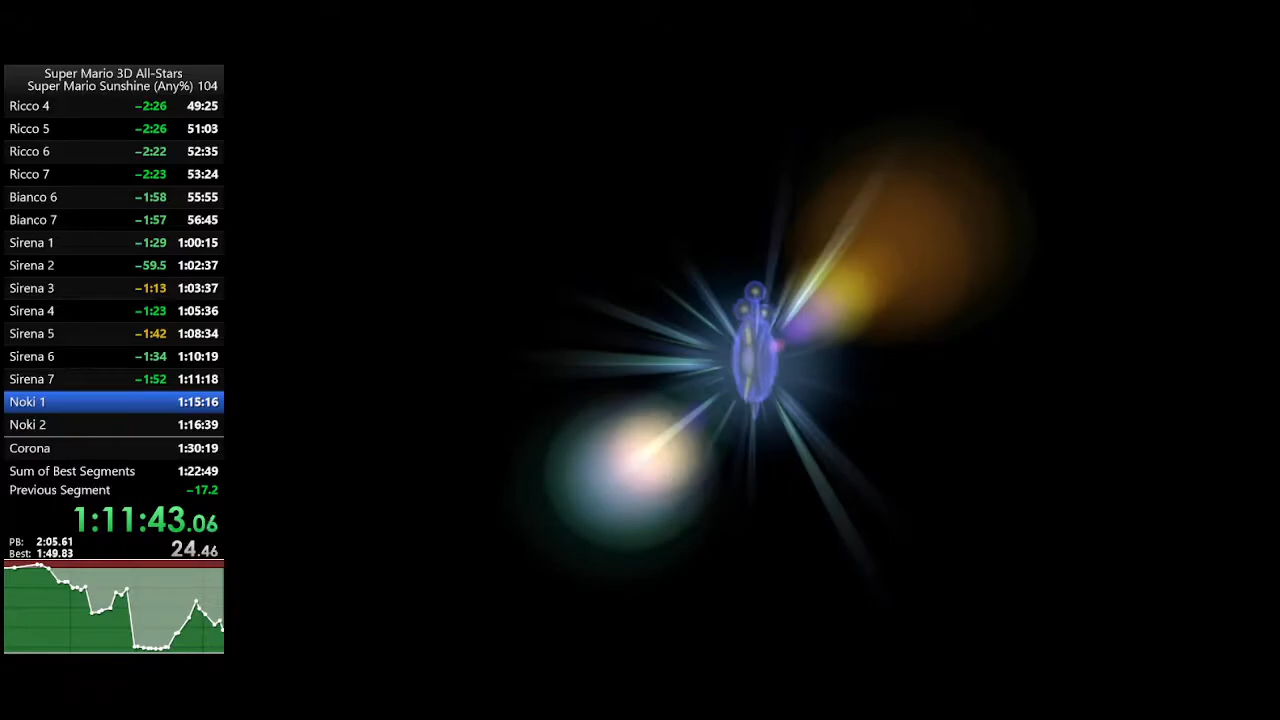 Super Mario 3D All-Stars
Super Mario Sunshine (Any%) 104
Ricco 4 −2:26 49:25
Ricco 5 −2:26 51:03
Ricco 6 −2:22 52:35
Ricco 7 −2:23 53:24
Bianco 6 −1:58 55:55
Bianco 7 −1:57 56:45
Sirena 1 −1:29 1:00:15
Sirena 2 −59.5 1:02:37
Sirena 3 −1:13 1:03:37
Sirena 4 −1:23 1:05:36
Sirena 5 −1:42 1:08:34
Sirena 6 −1:34 1:10:19
Sirena 7 −1:52 1:11:18
Noki 1 1:15:16
Noki 2 1:16:39
Corona 1:30:19
Sum of Best Segments 1:22:49
Previous Segment −17.2
1:11:43.06
PB: 2:05.61
Best: 1:49.83
24.46